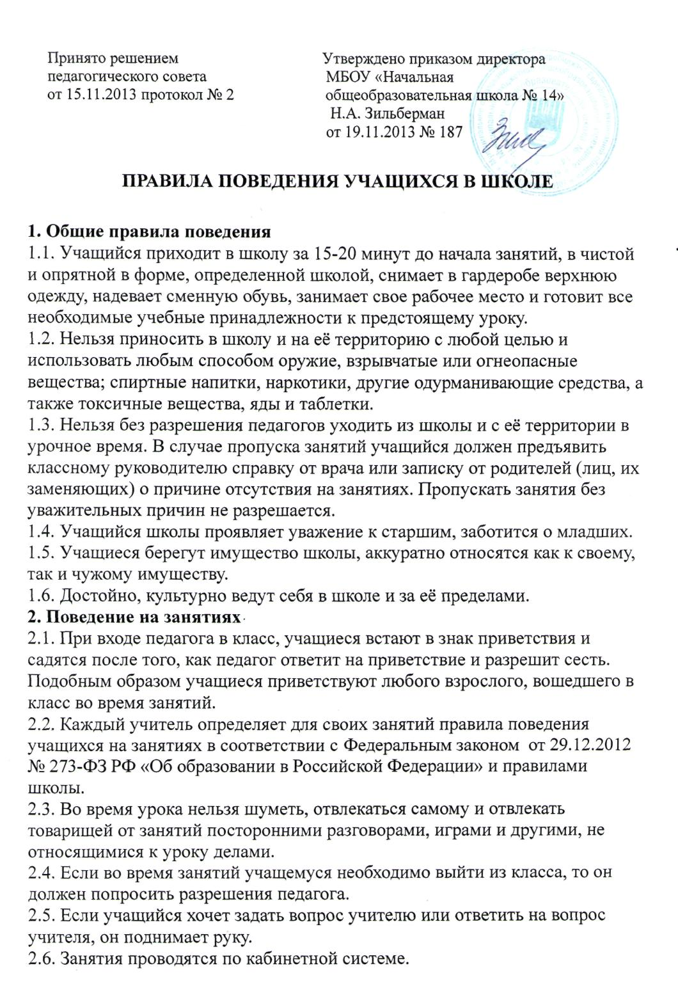 Принято решением
педагогического совета
от 15.11.2013 протокол № 2
Утверждено приказом директора
МБОУ «Начальная
общеобразовательная школа № 14»
Н.А. Зильберман
от 19.11.2013 № 187
ПРАВИЛА ПОВЕДЕНИЯ УЧАЩИХСЯ В ШКОЛЕ
1. Общие правила поведения
1.1. Учащийся приходит в школу за 15-20 минут до начала занятий, в чистой
и опрятной в форме, определенной школой, снимает в гардеробе верхнюю
одежду, надевает сменную обувь, занимает свое рабочее место и готовит все
необходимые учебные принадлежности к предстоящему уроку.
1.2. Нельзя приносить в школу и на её территорию с любой целью и
использовать любым способом оружие, взрывчатые или огнеопасные
вещества; спиртные напитки, наркотики, другие одурманивающие средства, а
также токсичные вещества, яды и таблетки.
1.3. Нельзя без разрешения педагогов уходить из школы и с её территории в
урочное время. В случае пропуска занятий учащийся должен предъявить
классному руководителю справку от врача или записку от родителей (лиц, их
заменяющих) о причине отсутствия на занятиях. Пропускать занятия без
уважительных причин не разрешается.
1.4. Учащийся школы проявляет уважение к старшим, заботится о младших.
1.5. Учащиеся берегут имущество школы, аккуратно относятся как к своему,
так и чужому имуществу.
1.6. Достойно, культурно ведут себя в школе и за её пределами.
2. Поведение на занятиях
2.1. При входе педагога в класс, учащиеся встают в знак приветствия и
садятся после того, как педагог ответит на приветствие и разрешит сесть.
Подобным образом учащиеся приветствуют любого взрослого, вошедшего в
класс во время занятий.
2.2. Каждый учитель определяет для своих занятий правила поведения
учащихся на занятиях в соответствии с Федеральным законом от 29.12.2012
№ 273-ФЗ РФ «Об образовании в Российской Федерации» и правилами
школы.
2.3. Во время урока нельзя шуметь, отвлекаться самому и отвлекать
товарищей от занятий посторонними разговорами, играми и другими, не
относящимися к уроку делами.
2.4. Если во время занятий учащемуся необходимо выйти из класса, то он
должен попросить разрешения педагога.
2.5. Если учащийся хочет задать вопрос учителю или ответить на вопрос
учителя, он поднимает руку.
2.6. Занятия проводятся по кабинетной системе.